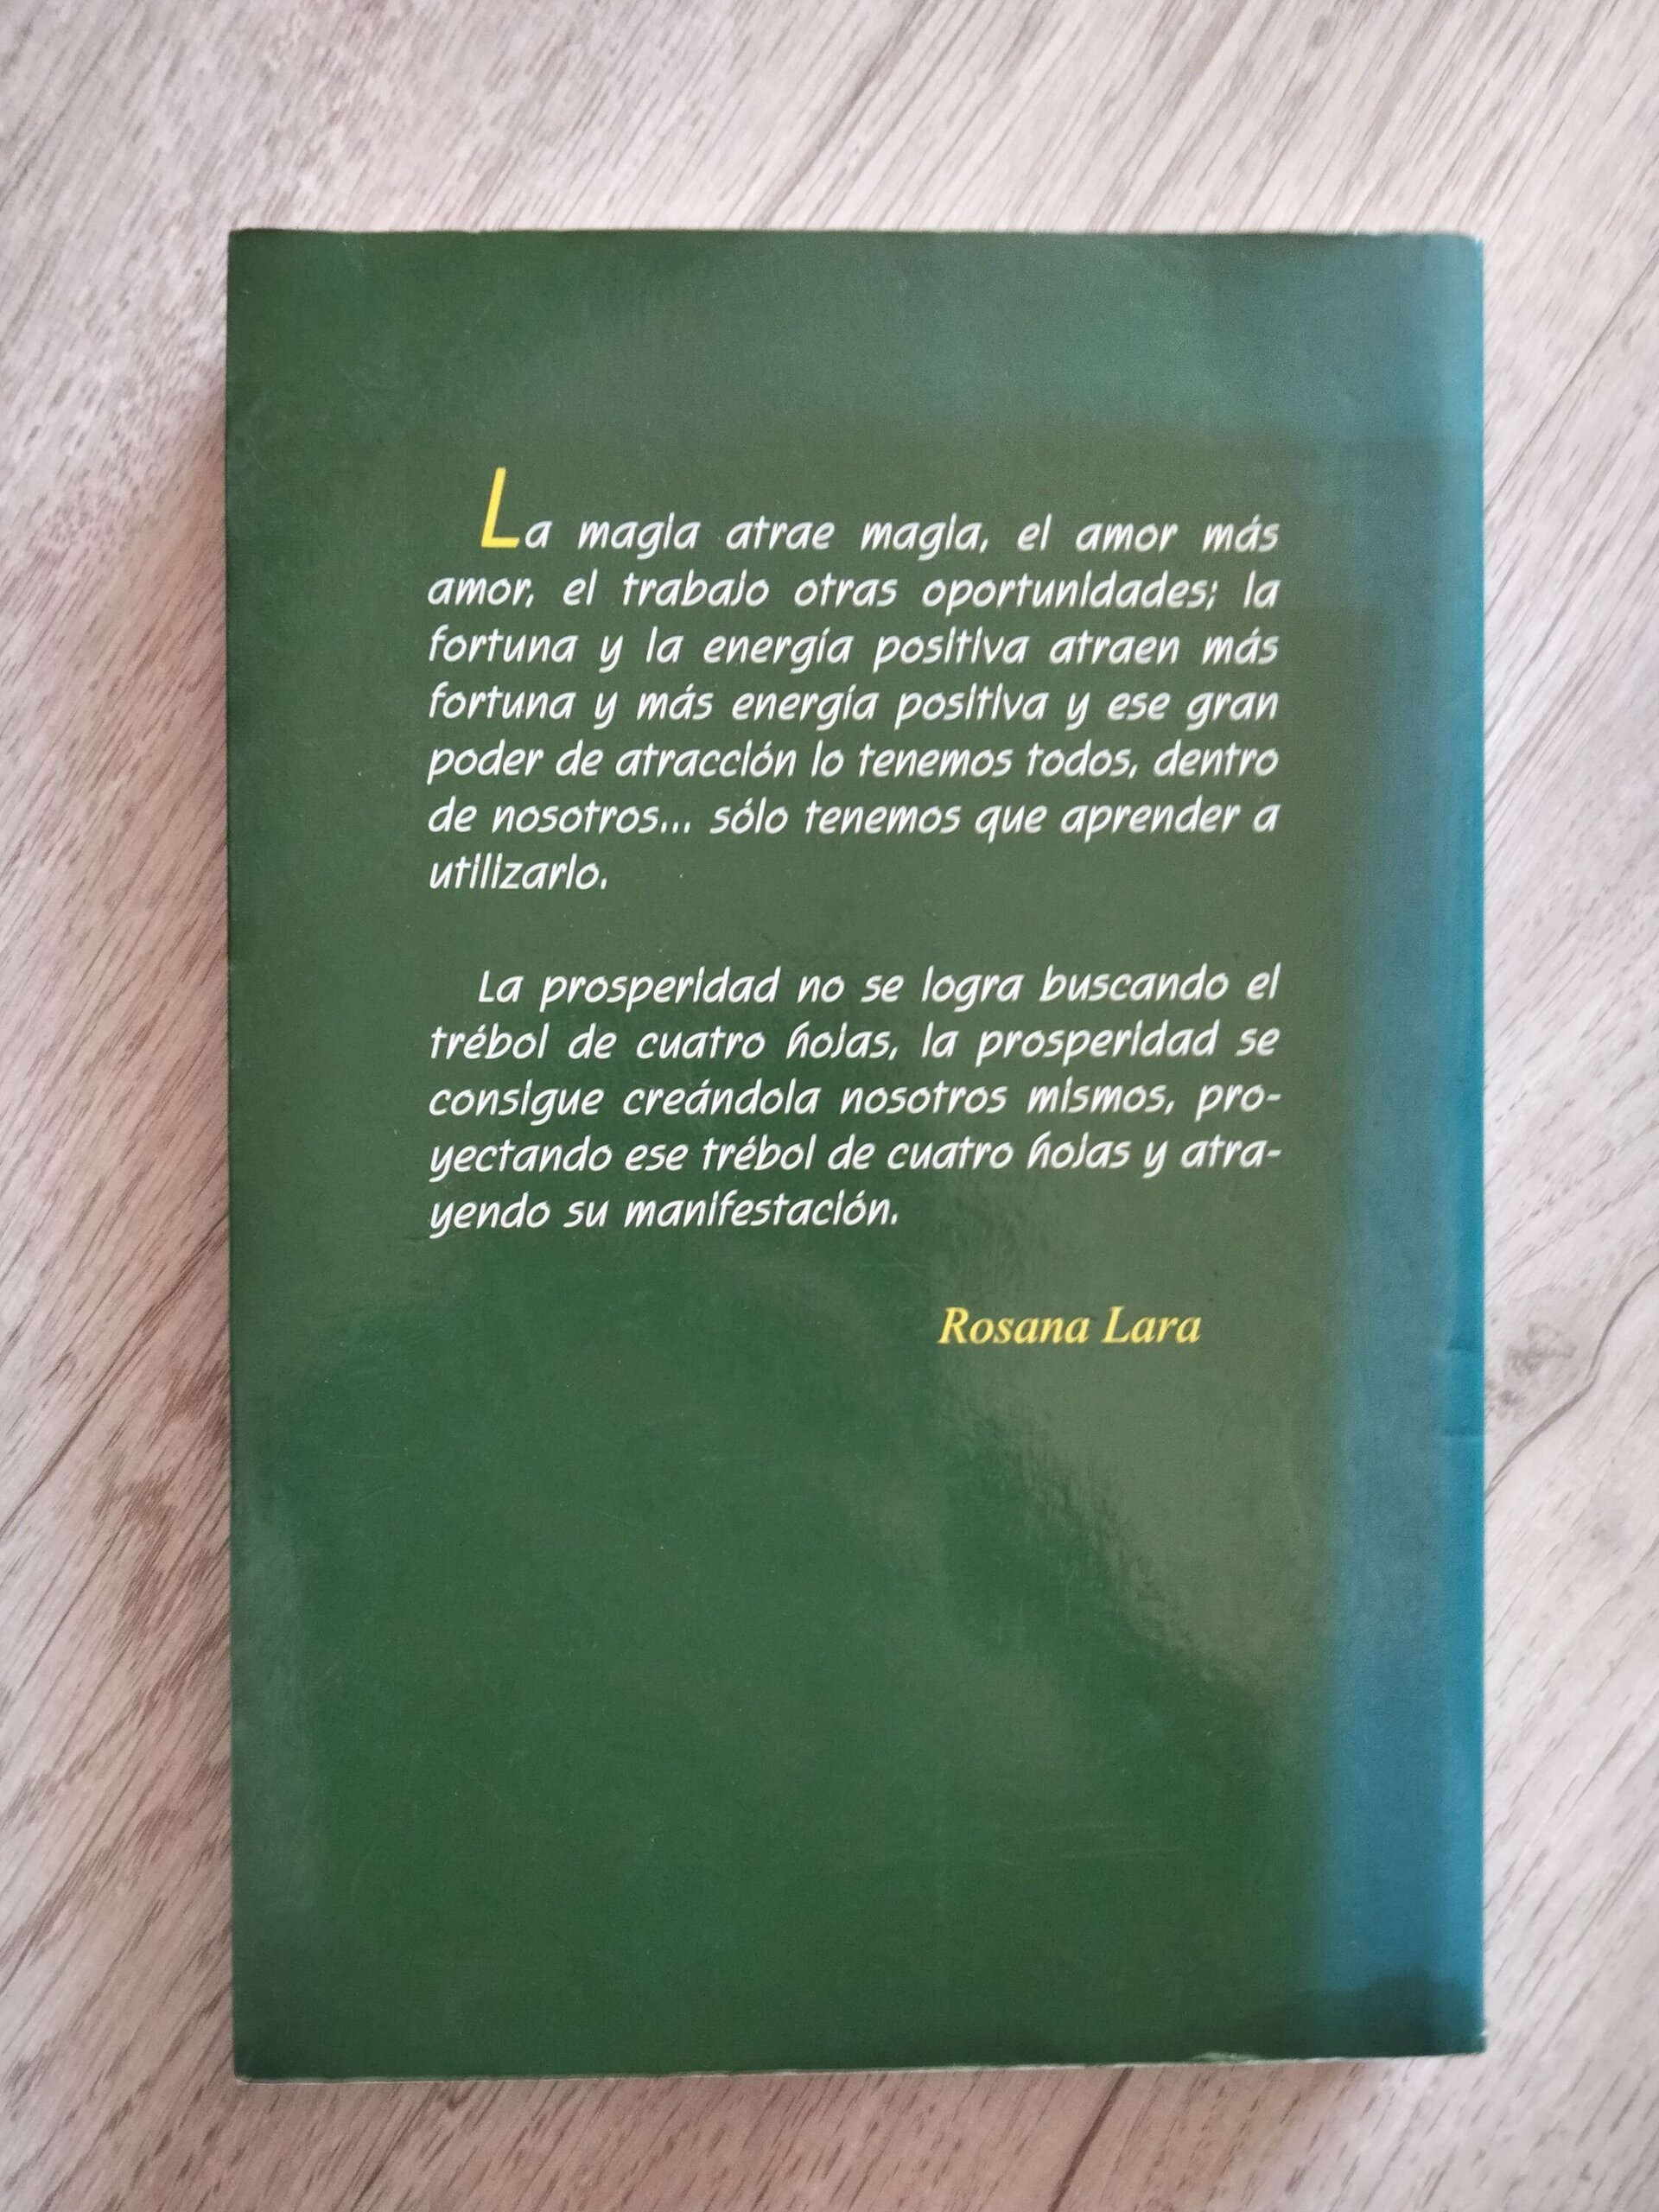 La magia atrae magia, el amor más
amor, el trabajo otras oportunidades; la
fortuna y la energía positiva atraen más
fortuna y más energía positiva y ese gran
poder de atracción lo tenemos todos, dentro
de nosotros... sólo tenemos que aprender a
utilizarlo.
La prosperidad no se logra buscando el
trébol de cuatro hojas, la prosperidad se
consigue creándola nosotros mismos, pro-
yectando ese trébol de cuatro hojas y atra-
yendo su manifestación.
Rosana Lara